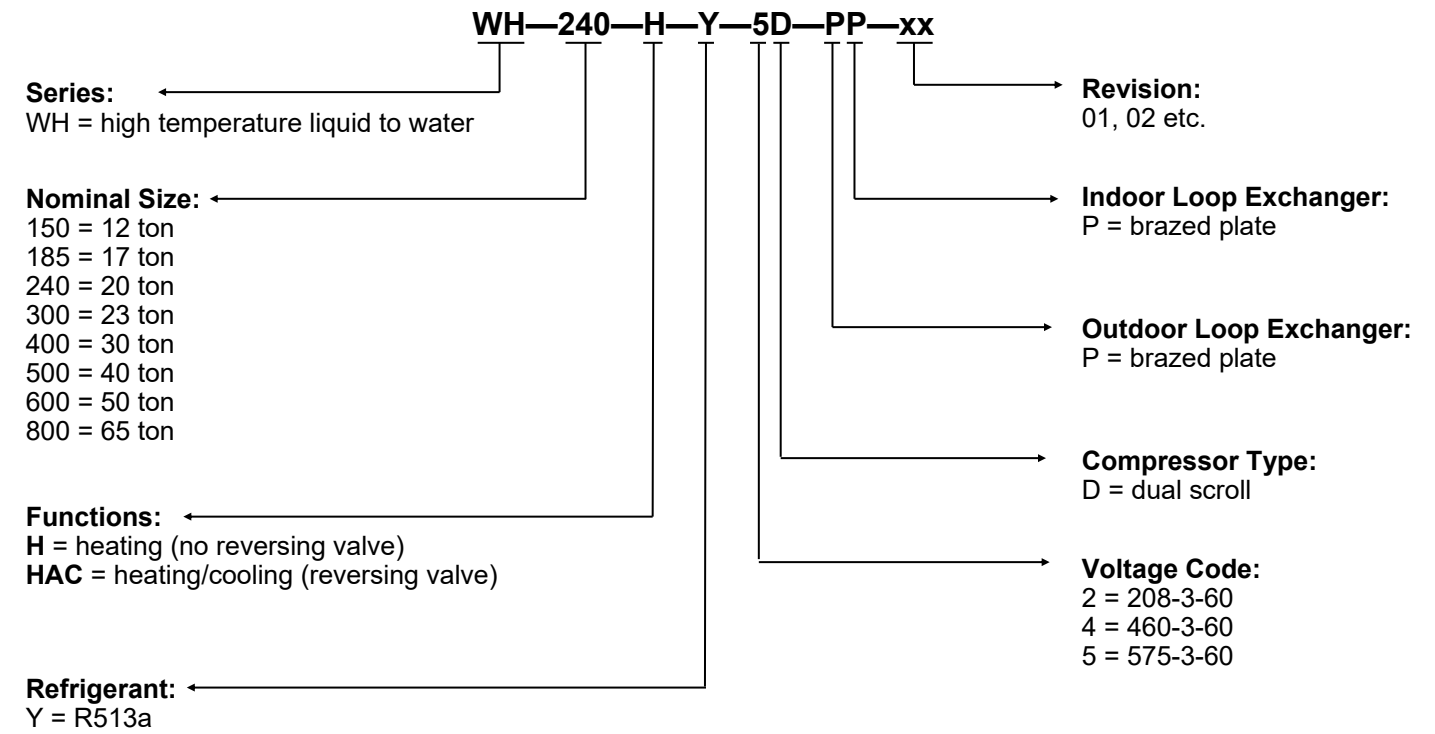 WH—240—H—Y—5D—PP—xx
Series:
WH = high temperature liquid to water
Nominal Size:
150 = 12 ton
185 = 17 ton
240 = 20 ton
300 = 23 ton
400 = 30 ton
500 = 40 ton
600 = 50 ton
800 = 65 ton
Functions:
H = heating (no reversing valve)
HAC = heating/cooling (reversing valve)
Refrigerant:
Y = R513a
Revision:
01, 02 etc.
Indoor Loop Exchanger:
P = brazed plate
Outdoor Loop Exchanger:
P = brazed plate
Compressor Type:
D = dual scroll
Voltage Code:
2 = 208-3-60
4 = 460-3-60
5 = 575-3-60